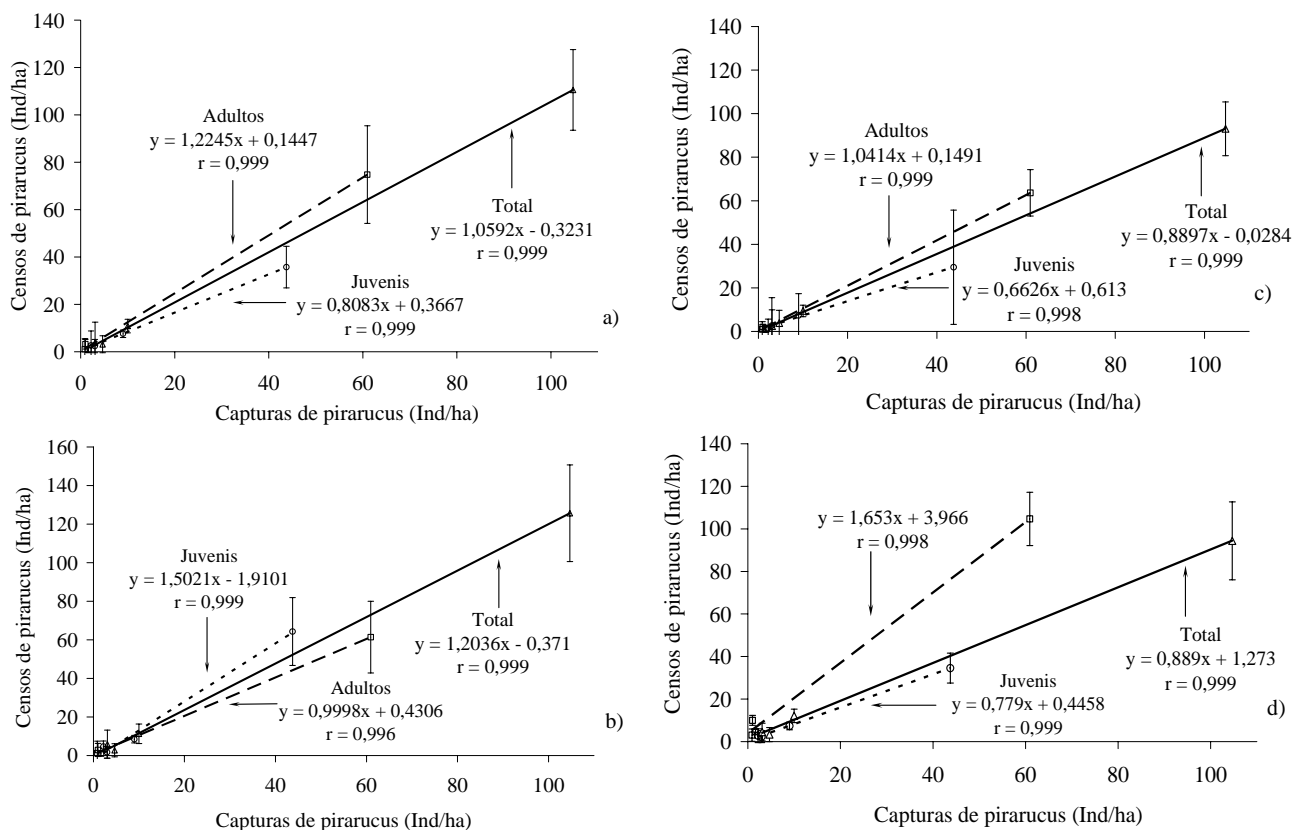 140
120
100
80
60
40
20
0
Censos de pirarucus (Ind/ha)
Adultos
y = 1,2245x + 0,1447
r = 0,999
Total
y = 1,0592x - 0,3231
r = 0,999
Juvenis
y = 0,8083x + 0,3667
r = 0,999
a)
0 20 40 60 80 100
Capturas de pirarucus (Ind/ha)
140
120
100
80
60
40
20
0
Censos de pirarucus (Ind/ha)
Adultos
y = 1,0414x + 0,1491
r = 0,999
Total
y = 0,8897x - 0,0284
r = 0,999
Juvenis
y = 0,6626x + 0,613
r = 0,998
c)
0 20 40 60 80 100
Capturas de pirarucus (Ind/ha)
160
140
120
100
80
60
40
20
0
Censos de pirarucus (Ind/ha)
Juvenis
y = 1,5021x - 1,9101
r = 0,999
Total
y = 1,2036x - 0,371
r = 0,999
Adultos
y = 0,9998x + 0,4306
r = 0,996
b)
0 20 40 60 80 100
Capturas de pirarucus (Ind/ha)
140
120
100
80
60
40
20
0
Censos de pirarucus (Ind/ha)
y = 1,653x + 3,966
r = 0,998
Total
y = 0,889x + 1,273
r = 0,999
Juvenis
y = 0,779x + 0,4458
r = 0,999
d)
0 20 40 60 80 100
Capturas de pirarucus (Ind/ha)